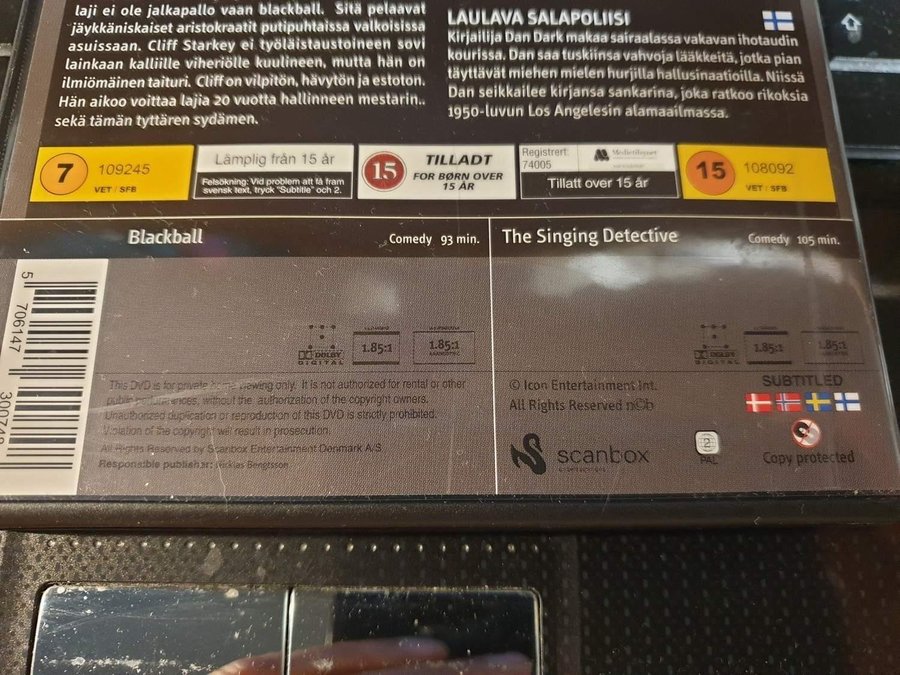 laji ei ole jalkapallo vaan blackball. Sitä pelaavat
jäykkäniskaiset aristokraatit putipuhtaissa valkoisissa
asuissaan. Cliff Starkey ei työläistaustoineen sovi
lainkaan kalliille viheriölle kuulineen, mutta hän on
ilmiömäinen taituri. Cliff on vilpitön, hävytön ja estoton.
Hän aikoo voittaa lajia 20 vuotta hallinneen mestarin..
sekä tämän tyttären sydämen.
LAULAVA SALAPOLIISI
Kirjailija Dan Dark makaa sairaalassa vakavan ihotaudin
kourissa. Dan saa tuskiinsa vahvoja lääkkeitä, jotka pian
täyttävät miehen mielen hurjilla hallusinaatioilla. Niissä
Dan seikkailee kirjansa sankarina, joka ratkoo rikoksia
1950-luvun Los Angelesin alamaailmassa.
7 109245
VET / SFB
Lämplig från 15 år
Felsökning: Vid problem att få fram
svensk text, tryck "Subtitle" och 2.
15 TILLADT
FOR BØRN OVER
15 ÅR
Registrert:
74005
Medietilsynet
Tillatt over 15 år
15 108092
VET / SFB
Blackball
Comedy 93 min.
The Singing Detective
Comedy 105 min.
5 706147
DOLBY
DIGITAL
1.85:1
1.85:1
DOLBY
DIGITAL
1.85:1
1.85:1
This DVD is for private home viewing only. It is not authorized for rental or other
public performances, without the authorization of the copyright owners.
Unauthorized duplication or reproduction of this DVD is strictly prohibited.
Violation of the copyright will result in prosecution.
All Rights Reserved by Scanbox Entertainment Denmark A/S
Responsible publisher: Nicklas Bengtsson
© Icon Entertainment Int.
All Rights Reserved nCb
scanbox
SUBTITLED
2
PAL
Copy protected